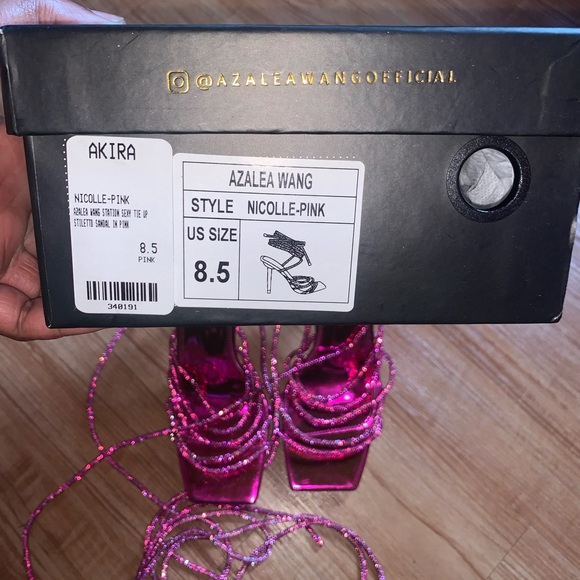 @AZALEAWANGOFFICIAL
AKIRA
NICOLLE-PINK
AZALEA WANG STATION SEXY TIE UP
STILETTO SANDAL IN PINK
8.5
PINK
340191
AZALEA WANG
STYLE NICOLLE-PINK
US SIZE
8.5